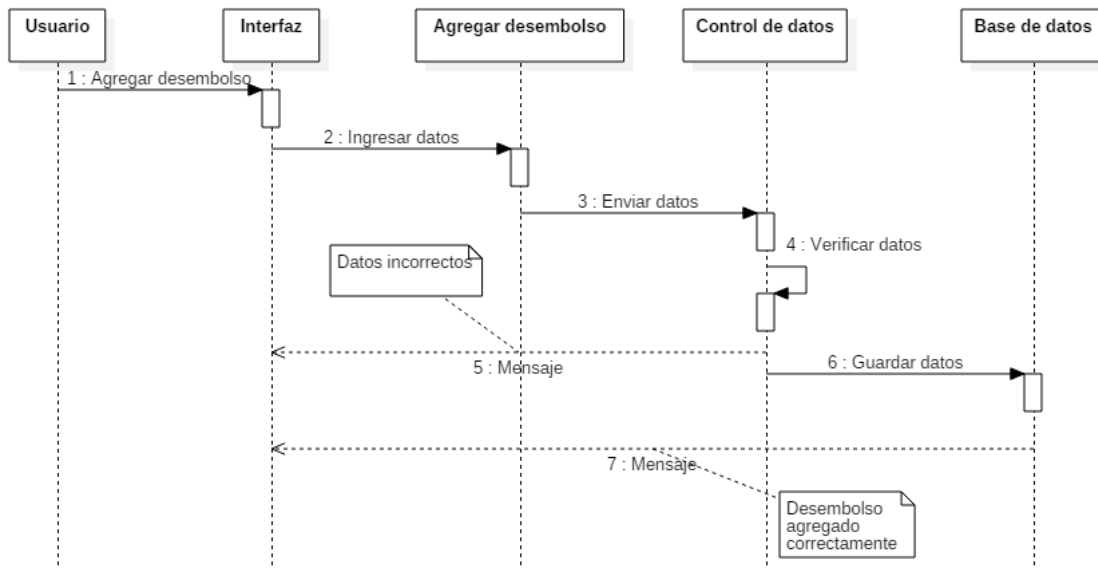 Usuario
Interfaz
Agregar desembolso
Control de datos
Base de datos
1 : Agregar desembolso
2 : Ingresar datos
3 : Enviar datos
4 : Verificar datos
Datos incorrectos
5 : Mensaje
6 : Guardar datos
7 : Mensaje
Desembolso
agregado
correctamente